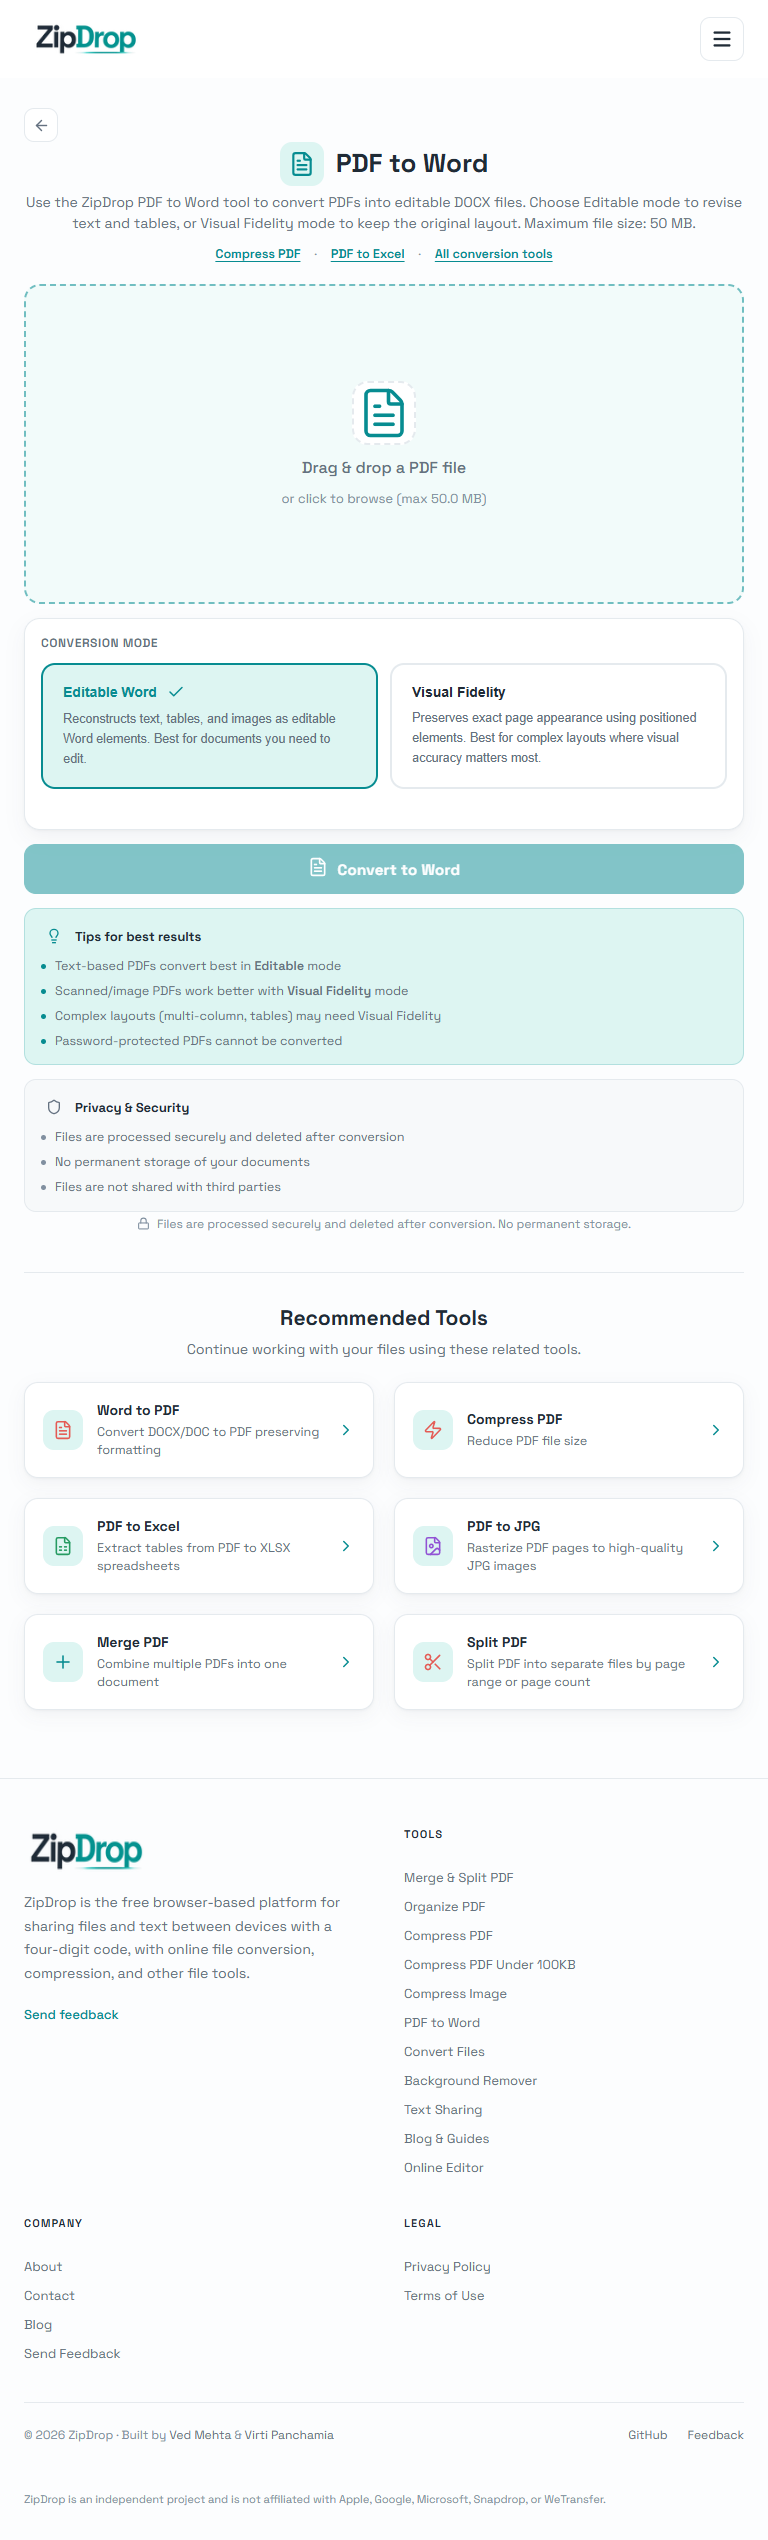 ZipDrop
PDF to Word
Use the ZipDrop PDF to Word tool to convert PDFs into editable DOCX files. Choose Editable mode to revise
text and tables, or Visual Fidelity mode to keep the original layout. Maximum file size: 50 MB.
Compress PDF · PDF to Excel · All conversion tools
Drag & drop a PDF file
or click to browse (max 50.0 MB)
CONVERSION MODE
Editable Word
Reconstructs text, tables, and images as editable
Word elements. Best for documents you need to
edit.
Visual Fidelity
Preserves exact page appearance using positioned
elements. Best for complex layouts where visual
accuracy matters most.
Convert to Word
Tips for best results
Text-based PDFs convert best in Editable mode
Scanned/image PDFs work better with Visual Fidelity mode
Complex layouts (multi-column, tables) may need Visual Fidelity
Password-protected PDFs cannot be converted
Privacy & Security
Files are processed securely and deleted after conversion
No permanent storage of your documents
Files are not shared with third parties
Files are processed securely and deleted after conversion. No permanent storage.
Recommended Tools
Continue working with your files using these related tools.
Word to PDF
Convert DOCX/DOC to PDF preserving
formatting
Compress PDF
Reduce PDF file size
PDF to Excel
Extract tables from PDF to XLSX
spreadsheets
PDF to JPG
Rasterize PDF pages to high-quality
JPG images
Merge PDF
Combine multiple PDFs into one
document
Split PDF
Split PDF into separate files by page
range or page count
ZipDrop
ZipDrop is the free browser-based platform for
sharing files and text between devices with a
four-digit code, with online file conversion,
compression, and other file tools.
Send feedback
TOOLS
Merge & Split PDF
Organize PDF
Compress PDF
Compress PDF Under 100KB
Compress Image
PDF to Word
Convert Files
Background Remover
Text Sharing
Blog & Guides
Online Editor
COMPANY
About
Contact
Blog
Send Feedback
LEGAL
Privacy Policy
Terms of Use
© 2026 ZipDrop · Built by Ved Mehta & Virti Panchamia
GitHub Feedback
ZipDrop is an independent project and is not affiliated with Apple, Google, Microsoft, Snapdrop, or WeTransfer.